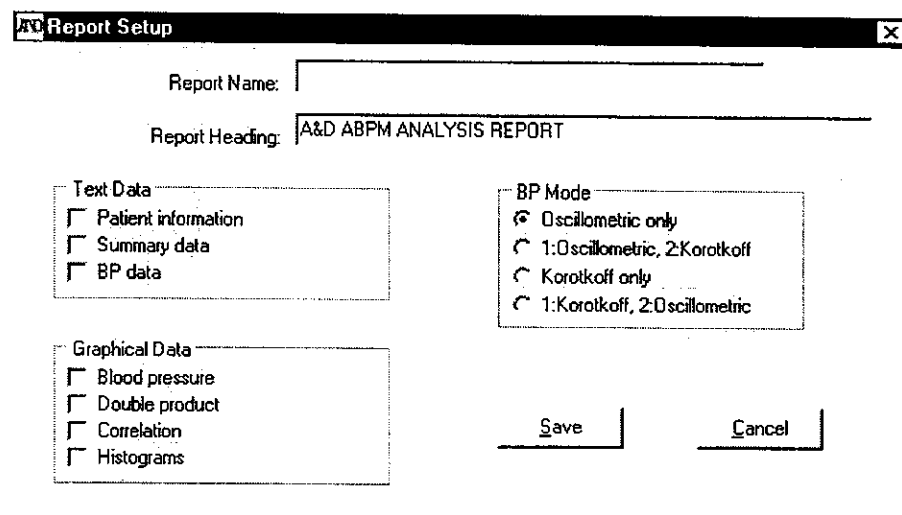 AND Report Setup
Report Name:
Report Heading: A&D ABPM ANALYSIS REPORT
Text Data
Patient information
Summary data
BP data
BP Mode
Oscillometric only
1:Oscillometric, 2:Korotkoff
Korotkoff only
1:Korotkoff, 2:Oscillometric
Graphical Data
Blood pressure
Double product
Correlation
Histograms
Save
Cancel